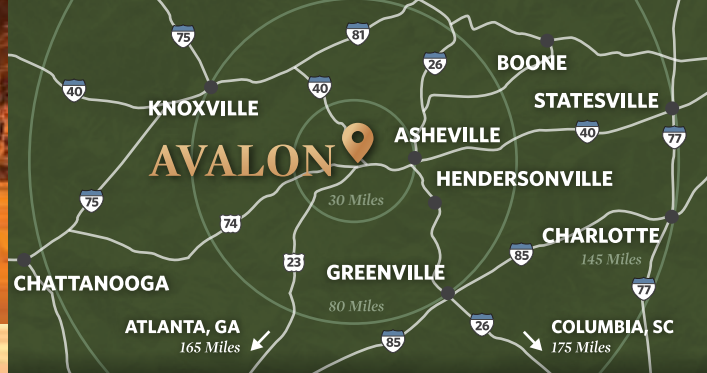 75
81
26
BOONE
40
KNOXVILLE
40
STATESVILLE
AVALON
ASHEVILLE
40
77
HENDERSONVILLE
30 Miles
75
74
23
85
CHARLOTTE
145 Miles
CHATTANOOGA
GREENVILLE
77
80 Miles
ATLANTA, GA
165 Miles
85
26
COLUMBIA, SC
175 Miles